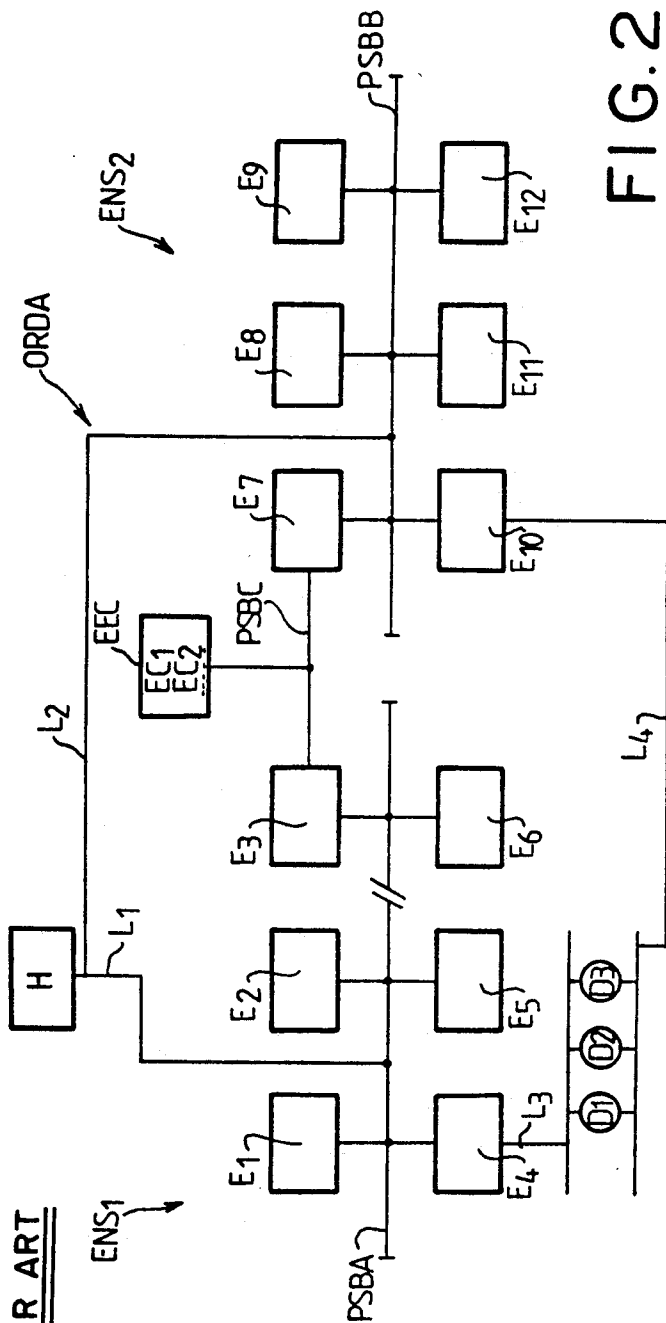 R ART
ENS1
ORDA
ENS2
H
L1
L2
EEC
EC1
EC2
PSBC
E1
E2
E3
E7
E8
E9
PSBA
PSBB
E4
E5
E6
E10
E11
E12
L3
L4
D1
D2
D3
FIG.2